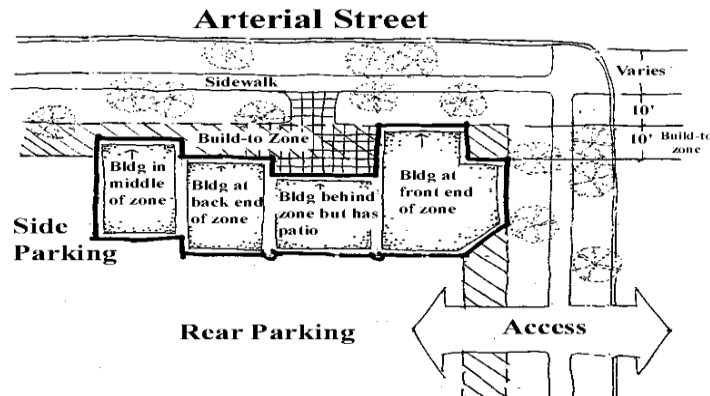 Arterial Street
Sidewalk
Varies
10'
Build-to Zone
10' Build-to
zone
Bldg in
middle
of zone
Bldg at
back end
of zone
Bldg behind
zone but has
patio
Bldg at
front end
of zone
Side
Parking
Rear Parking
Access